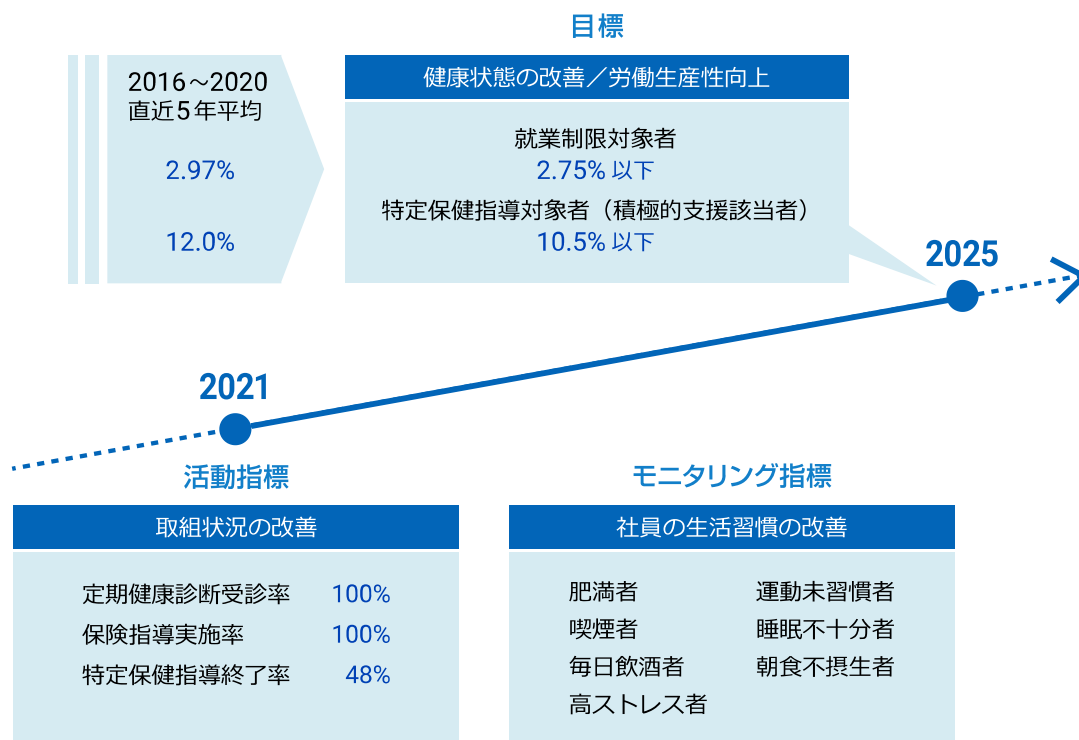 目標
2016～2020
直近5年平均
2.97%
12.0%
健康状態の改善／労働生産性向上
就業制限対象者
2.75% 以下
特定保健指導対象者（積極的支援該当者）
10.5% 以下
2025
2021
活動指標
取組状況の改善
定期健康診断受診率 100%
保険指導実施率 100%
特定保健指導終了率 48%
モニタリング指標
社員の生活習慣の改善
肥満者 運動未習慣者
喫煙者 睡眠不十分者
毎日飲酒者 朝食不摂生者
高ストレス者